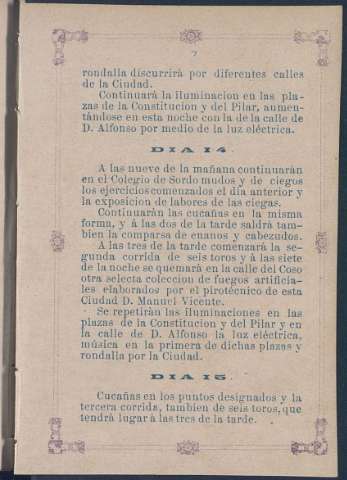 7
rondalla discurrirá por diferentes calles
de la Ciudad.
Continuará la iluminacion en las pla-
zas de la Constitucion y del Pilar, aumen-
tándose en esta noche con la de la calle de
D. Alfonso por medio de la luz eléctrica.
DIA 14.
A las nueve de la mañana continuarán
en el Colegio de Sordo mudos y de ciegos
los ejercicios comenzados el dia anterior y
la exposicion de labores de las ciegas.
Continuarán las cucañas en la misma
forma, y á las dos de la tarde saldrá tam-
bien la comparsa de enanos y cabezudos.
A las tres de la tarde comenzará la se-
gunda corrida de seis toros y á las siete
de la noche se quemará en la calle del Coso
otra selecta coleccion de fuegos artificia-
les elaborados por el pirotécnico de esta
Ciudad D. Manuel Vicente.
Se repetirán las iluminaciones en las
plazas de la Constitucion y del Pilar y en
la calle de D. Alfonso la luz eléctrica,
música en la primera de dichas plazas y
rondalla por la Ciudad.
DIA 15.
Cucañas en los puntos designados y la
tercera corrida, tambien de seis toros, que
tendrá lugar á las tres de la tarde.